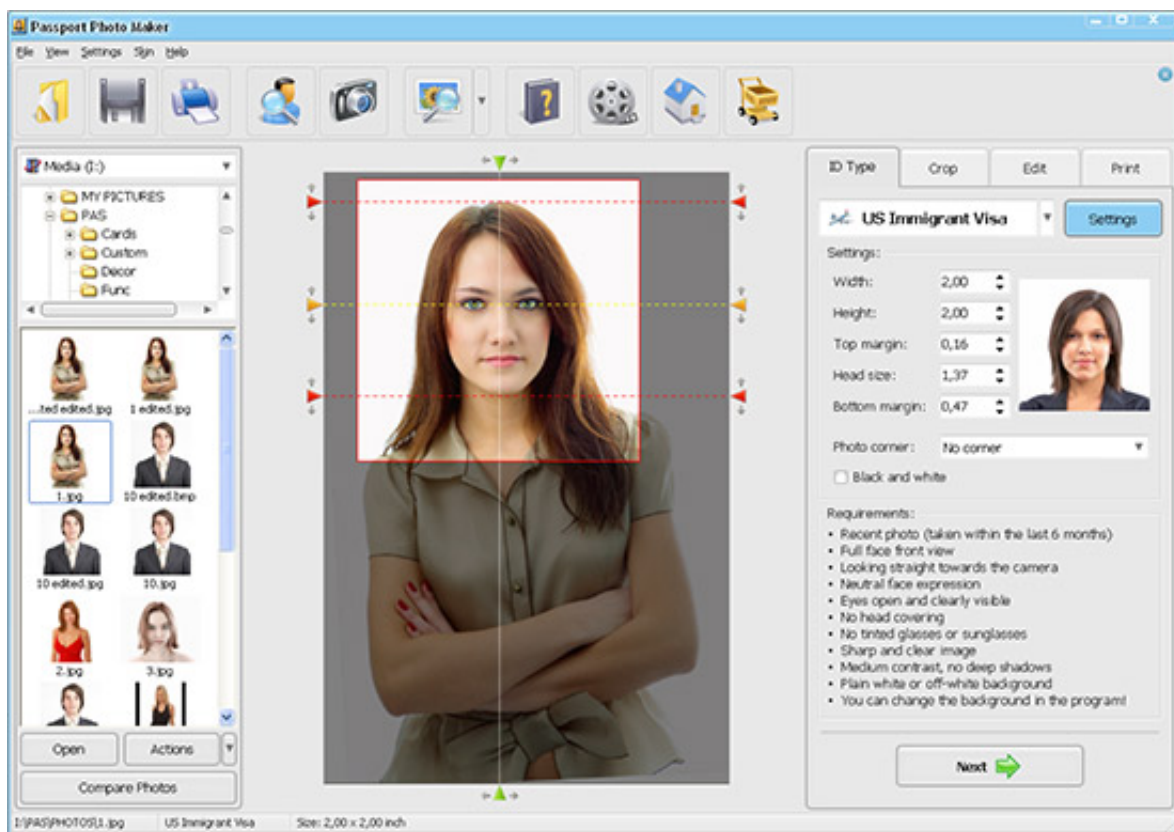 Passport Photo Maker
File View Settings Skin Help
Media (I:)
MY PICTURES
PAS
Cards
Custom
Decor
Func
...ted edited.jpg
1 edited.jpg
1.jpg
10 edited.bmp
10 edited.jpg
10.jpg
2.jpg
3.jpg
Open
Actions
Compare Photos
ID Type
Crop
Edit
Print
US Immigrant Visa
Settings
Settings:
Width: 2,00
Height: 2,00
Top margin: 0,16
Head size: 1,37
Bottom margin: 0,47
Photo corner: No corner
Black and white
Requirements:
• Recent photo (taken within the last 6 months)
• Full face front view
• Looking straight towards the camera
• Neutral face expression
• Eyes open and clearly visible
• No head covering
• No tinted glasses or sunglasses
• Sharp and clear image
• Medium contrast, no deep shadows
• Plain white or off-white background
• You can change the background in the program!
Next
I:\PAS\PHOTOS\1.jpg
US Immigrant Visa
Size: 2,00 x 2,00 inch